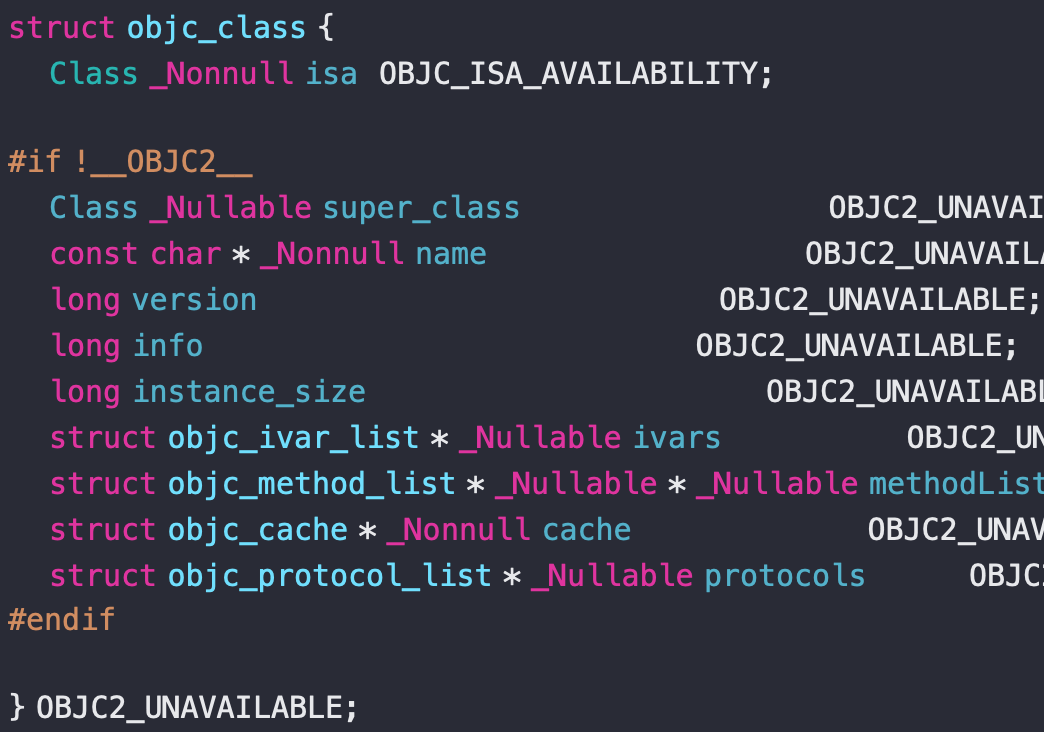 struct objc_class {
Class _Nonnull isa OBJC_ISA_AVAILABILITY;
#if !__OBJC2__
Class _Nullable super_class OBJC2_UNAVAI
const char * _Nonnull name OBJC2_UNAVAILA
long version OBJC2_UNAVAILABLE;
long info OBJC2_UNAVAILABLE;
long instance_size OBJC2_UNAVAILABL
struct objc_ivar_list * _Nullable ivars OBJC2_UN
struct objc_method_list * _Nullable * _Nullable methodList
struct objc_cache * _Nonnull cache OBJC2_UNAV
struct objc_protocol_list * _Nullable protocols OBJC2
#endif
} OBJC2_UNAVAILABLE;